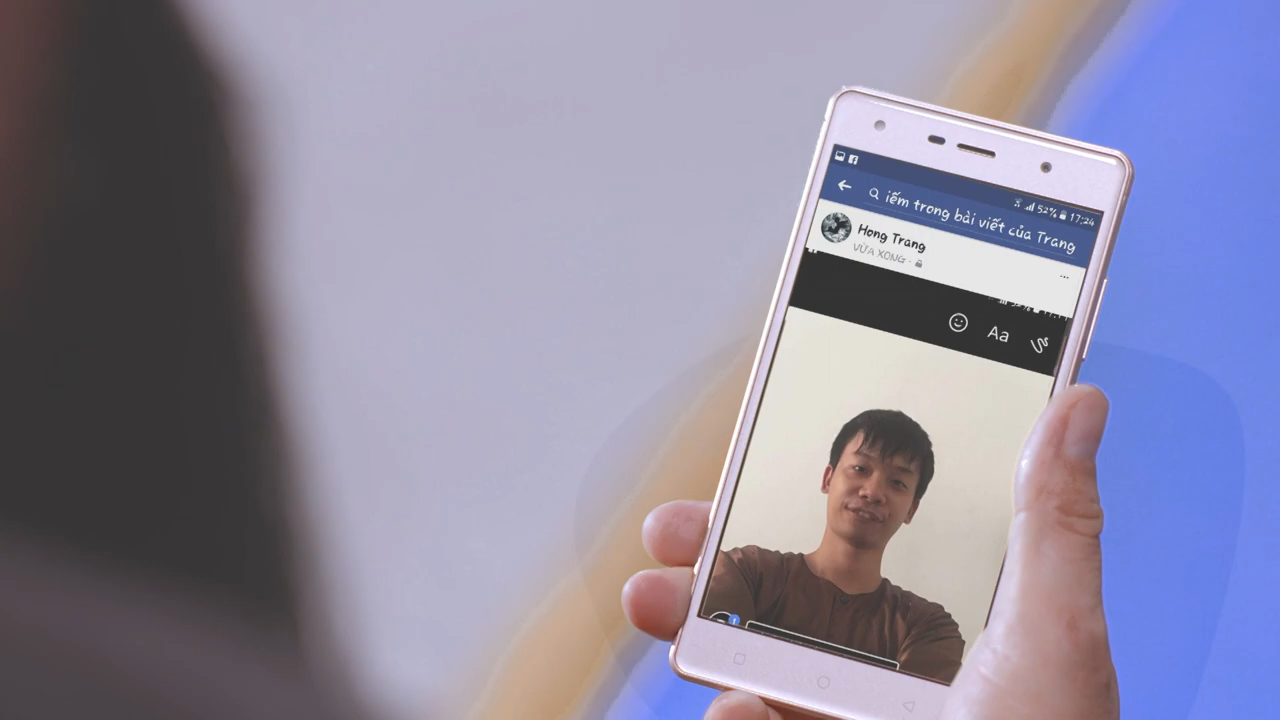 52% 17:24
iếm trong bài viết của Trang
Hong Trang
VỪA XONG
Aa